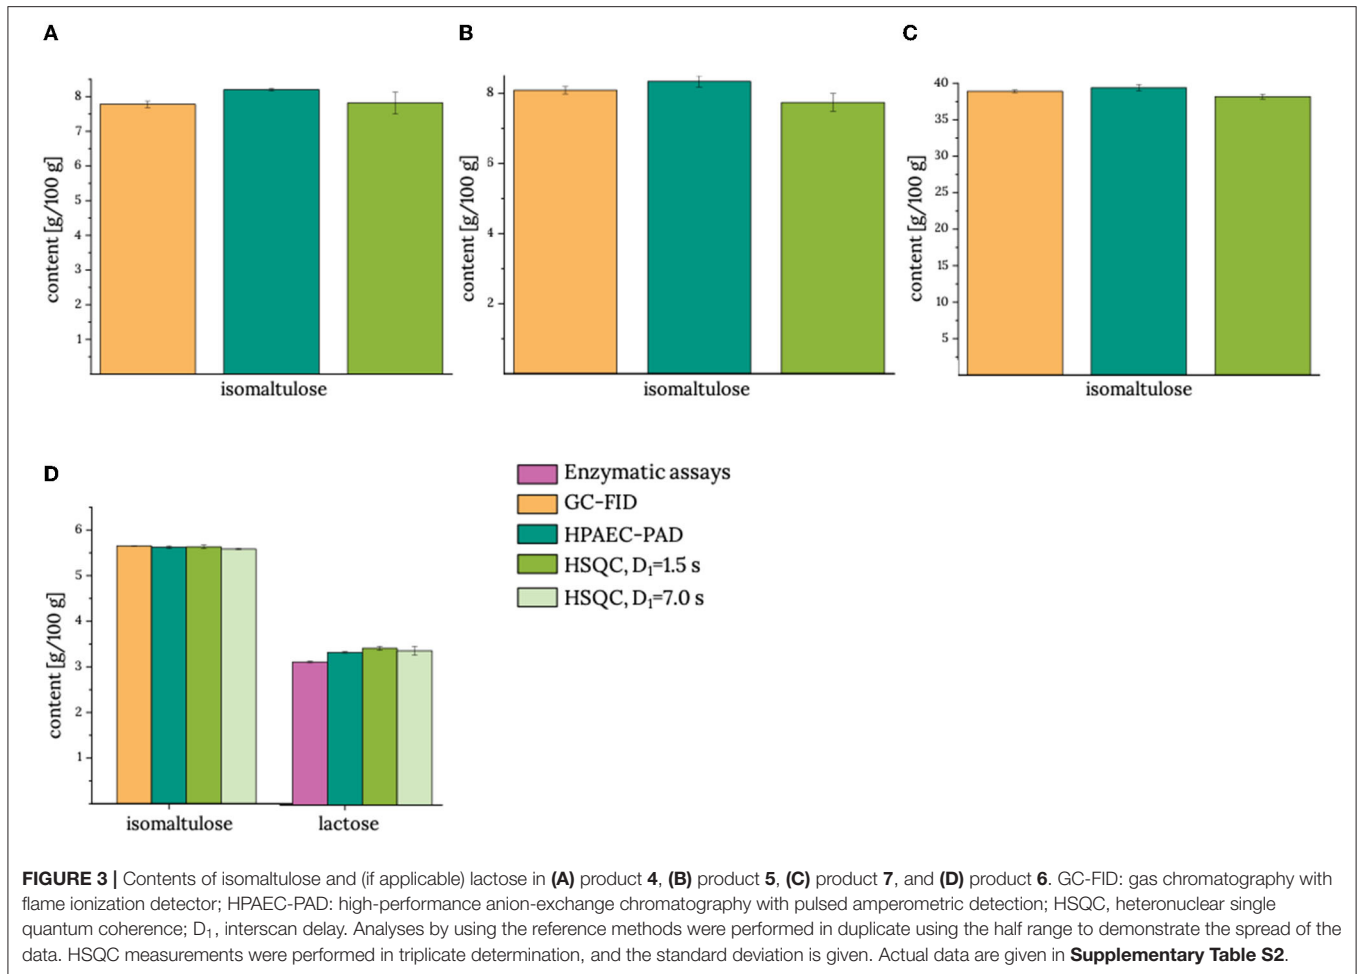 A
content [g/100 g]
8
7
6
5
4
3
2
1
isomaltulose
B
content [g/100 g]
8
6
4
2
isomaltulose
C
content [g/100 g]
40
35
30
25
20
15
10
5
isomaltulose
D
content [g/100 g]
6
5
4
3
2
1
isomaltulose
lactose
Enzymatic assays
GC-FID
HPAEC-PAD
HSQC, D₁=1.5 s
HSQC, D₁=7.0 s
FIGURE 3 | Contents of isomaltulose and (if applicable) lactose in (A) product 4, (B) product 5, (C) product 7, and (D) product 6. GC-FID: gas chromatography with
flame ionization detector; HPAEC-PAD: high-performance anion-exchange chromatography with pulsed amperometric detection; HSQC, heteronuclear single
quantum coherence; D₁, interscan delay. Analyses by using the reference methods were performed in duplicate using the half range to demonstrate the spread of the
data. HSQC measurements were performed in triplicate determination, and the standard deviation is given. Actual data are given in Supplementary Table S2.